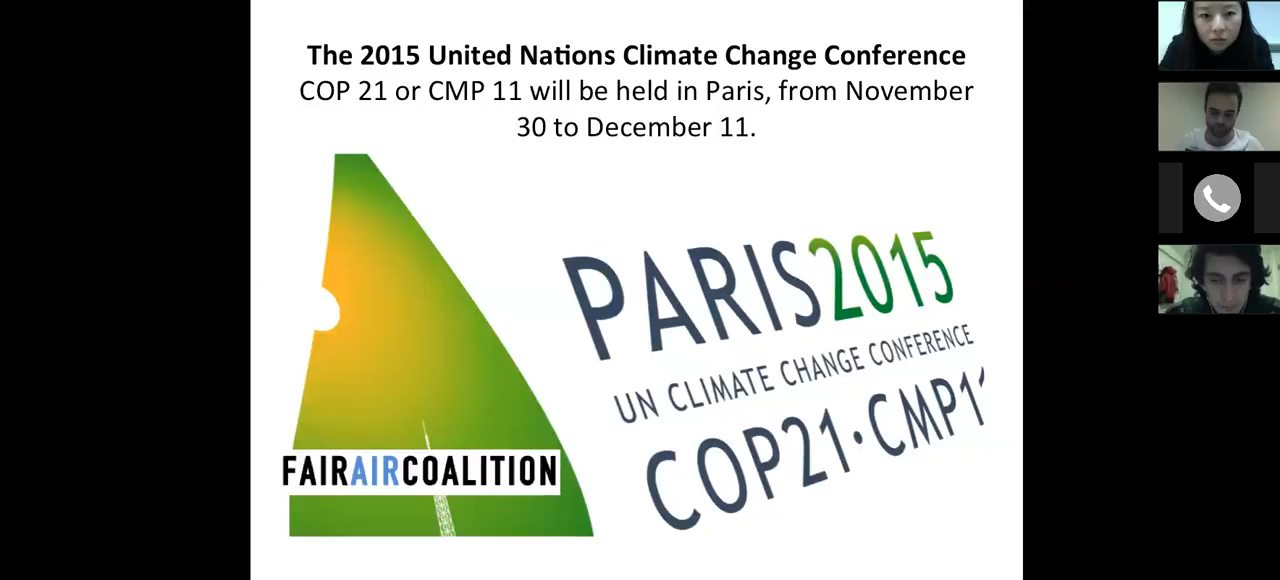 The 2015 United Nations Climate Change Conference
COP 21 or CMP 11 will be held in Paris, from November
30 to December 11.
PARIS2015
UN CLIMATE CHANGE CONFERENCE
COP21·CMP11
FAIRAIRCOALITION